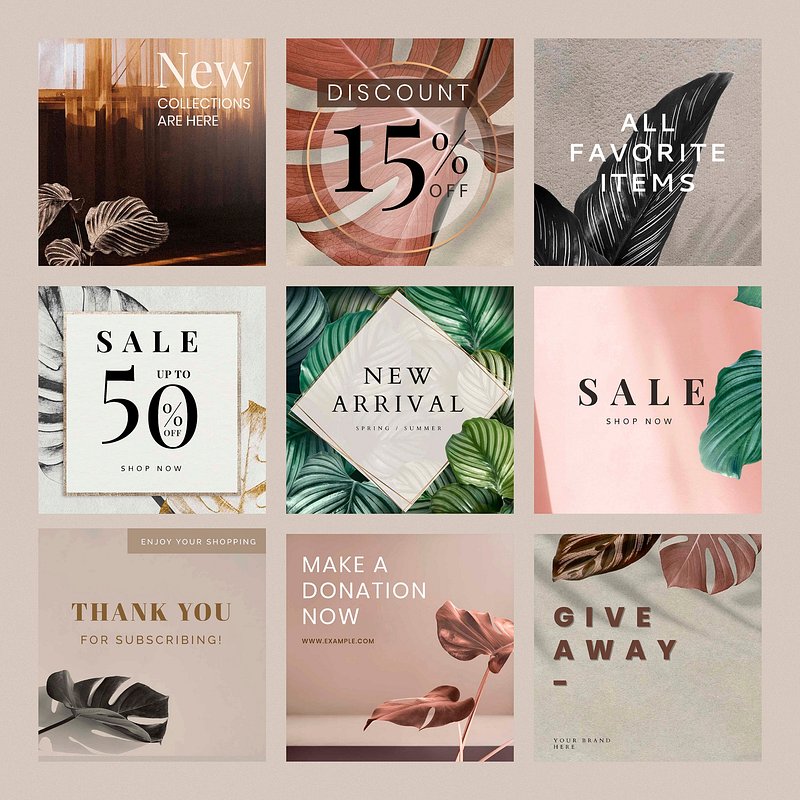 New
COLLECTIONS
ARE HERE
DISCOUNT
15%
OFF
ALL
FAVORITE
ITEMS
SALE
UP TO
50%
OFF
SHOP NOW
NEW
ARRIVAL
SPRING / SUMMER
SALE
SHOP NOW
ENJOY YOUR SHOPPING
THANK YOU
FOR SUBSCRIBING!
MAKE A
DONATION
NOW
WWW.EXAMPLE.COM
GIVE
AWAY
–
YOUR BRAND
HERE